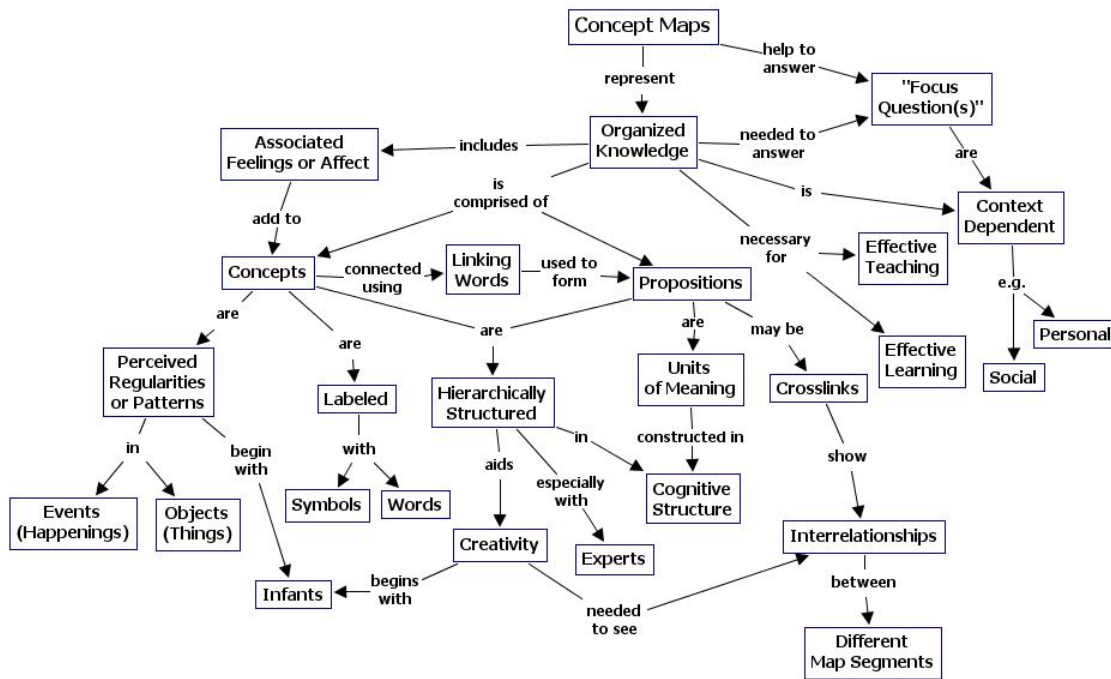 Concept Maps
help to
answer
represent
"Focus
Question(s)"
Organized
Knowledge
needed to
answer
Associated
Feelings or Affect
includes
are
is
comprised of
is
Context
Dependent
add to
necessary
for
Effective
Teaching
Concepts
connected
using
Linking
Words
used to
form
Propositions
e.g.
are
are
are
may be
Personal
Perceived
Regularities
or Patterns
are
Units
of Meaning
Effective
Learning
Social
Labeled
Hierarchically
Structured
Crosslinks
in
begin
with
with
aids
in
constructed in
show
especially
with
Events
(Happenings)
Objects
(Things)
Symbols
Words
Cognitive
Structure
Creativity
Experts
Interrelationships
Infants
begins
with
needed
to see
between
Different
Map Segments